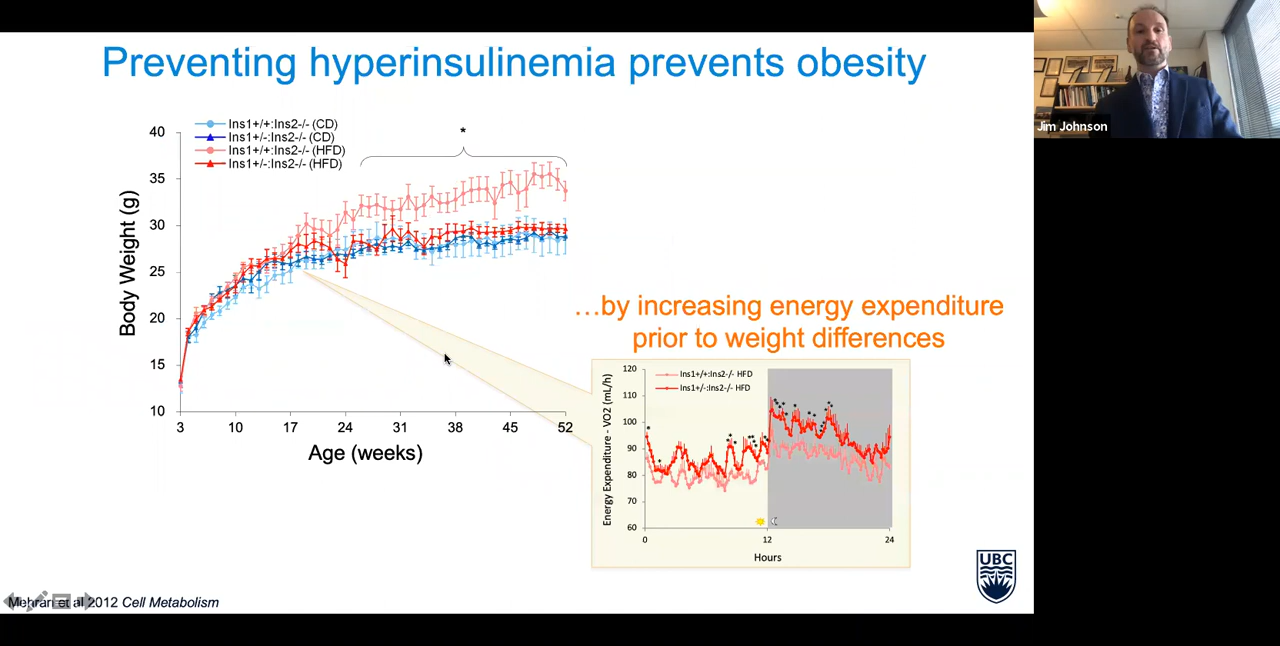 Preventing hyperinsulinemia prevents obesity
Jim Johnson
Ins1+/+:Ins2-/- (CD)
Ins1+/-:Ins2-/- (CD)
Ins1+/+:Ins2-/- (HFD)
Ins1+/-:Ins2-/- (HFD)
*
40
35
30
25
20
15
10
Body Weight (g)
3 10 17 24 31 38 45 52
Age (weeks)
…by increasing energy expenditure
prior to weight differences
Ins1+/+:Ins2-/- HFD
Ins1+/-:Ins2-/- HFD
120
110
100
90
80
70
60
Energy Expenditure - VO2 (mL/h)
0 12 24
Hours
UBC
Mehran et al 2012 Cell Metabolism